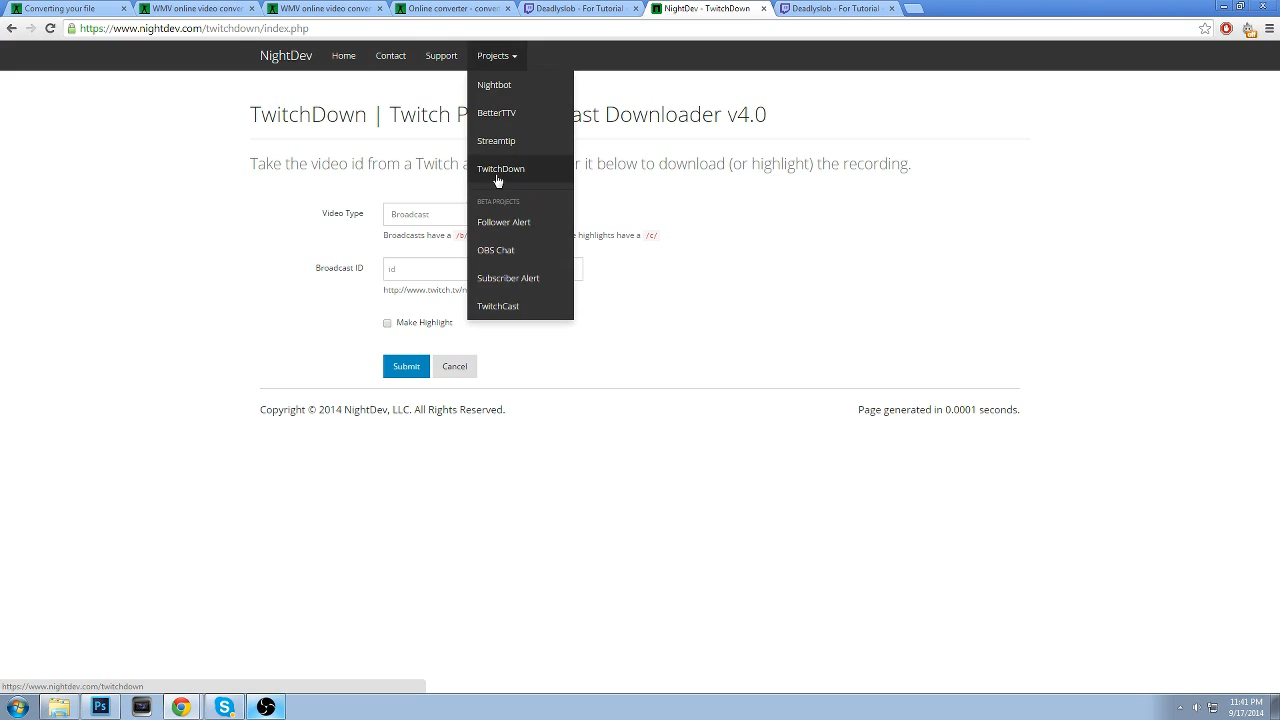 Converting your file
WMV online video conver
WMV online video conver
Online converter - conver
Deadlyslob - For Tutorial
NightDev - TwitchDown
Deadlyslob - For Tutorial
https://www.nightdev.com/twitchdown/index.php
NightDev Home Contact Support Projects
Nightbot
BetterTTV
Streamtip
TwitchDown
BETA PROJECTS
Follower Alert
OBS Chat
Subscriber Alert
TwitchCast
TwitchDown | Twitch P ast Downloader v4.0
Take the video id from a Twitch a r it below to download (or highlight) the recording.
Video Type Broadcast
Broadcasts have a /b/ e highlights have a /c/
Broadcast ID id
http://www.twitch.tv/n
Make Highlight
Submit Cancel
Copyright © 2014 NightDev, LLC. All Rights Reserved. Page generated in 0.0001 seconds.
https://www.nightdev.com/twitchdown
Ps
11:41 PM
9/17/2014